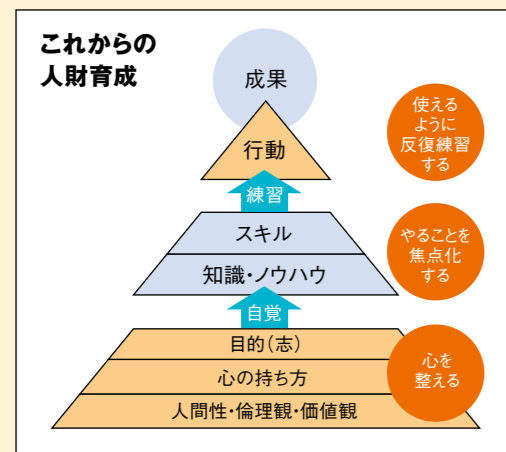 これからの
人財育成
成果
行動
使える
ように
反復練習
する
練習
スキル
知識・ノウハウ
やることを
焦点化
する
自覚
目的(志)
心の持ち方
人間性・倫理観・価値観
心を
整える